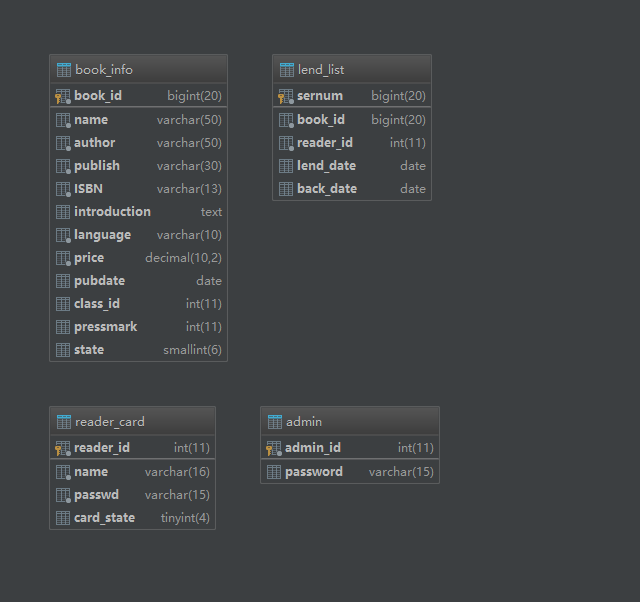 book_info
book_id bigint(20)
name varchar(50)
author varchar(50)
publish varchar(30)
ISBN varchar(13)
introduction text
language varchar(10)
price decimal(10,2)
pubdate date
class_id int(11)
pressmark int(11)
state smallint(6)
lend_list
sernum bigint(20)
book_id bigint(20)
reader_id int(11)
lend_date date
back_date date
reader_card
reader_id int(11)
name varchar(16)
passwd varchar(15)
card_state tinyint(4)
admin
admin_id int(11)
password varchar(15)